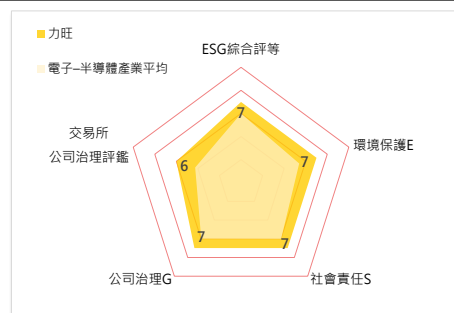 力旺
電子–半導體產業平均
ESG綜合評等
7
環境保護E
7
社會責任S
7
公司治理G
7
交易所
公司治理評鑑
6